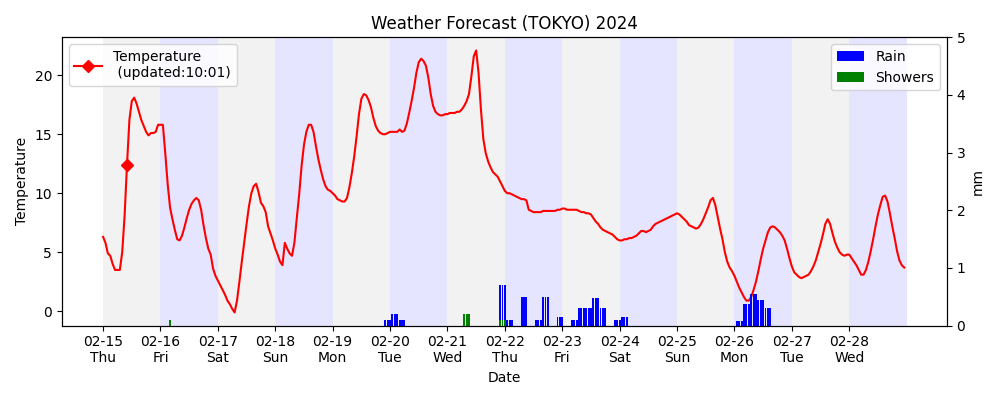 Weather Forecast (TOKYO) 2024
Temperature
(updated:10:01)
Rain
Showers
Temperature
20
15
10
5
0
mm
5
4
3
2
1
0
02-15 02-16 02-17 02-18 02-19 02-20 02-21 02-22 02-23 02-24 02-25 02-26 02-27 02-28
Thu Fri Sat Sun Mon Tue Wed Thu Fri Sat Sun Mon Tue Wed
Date